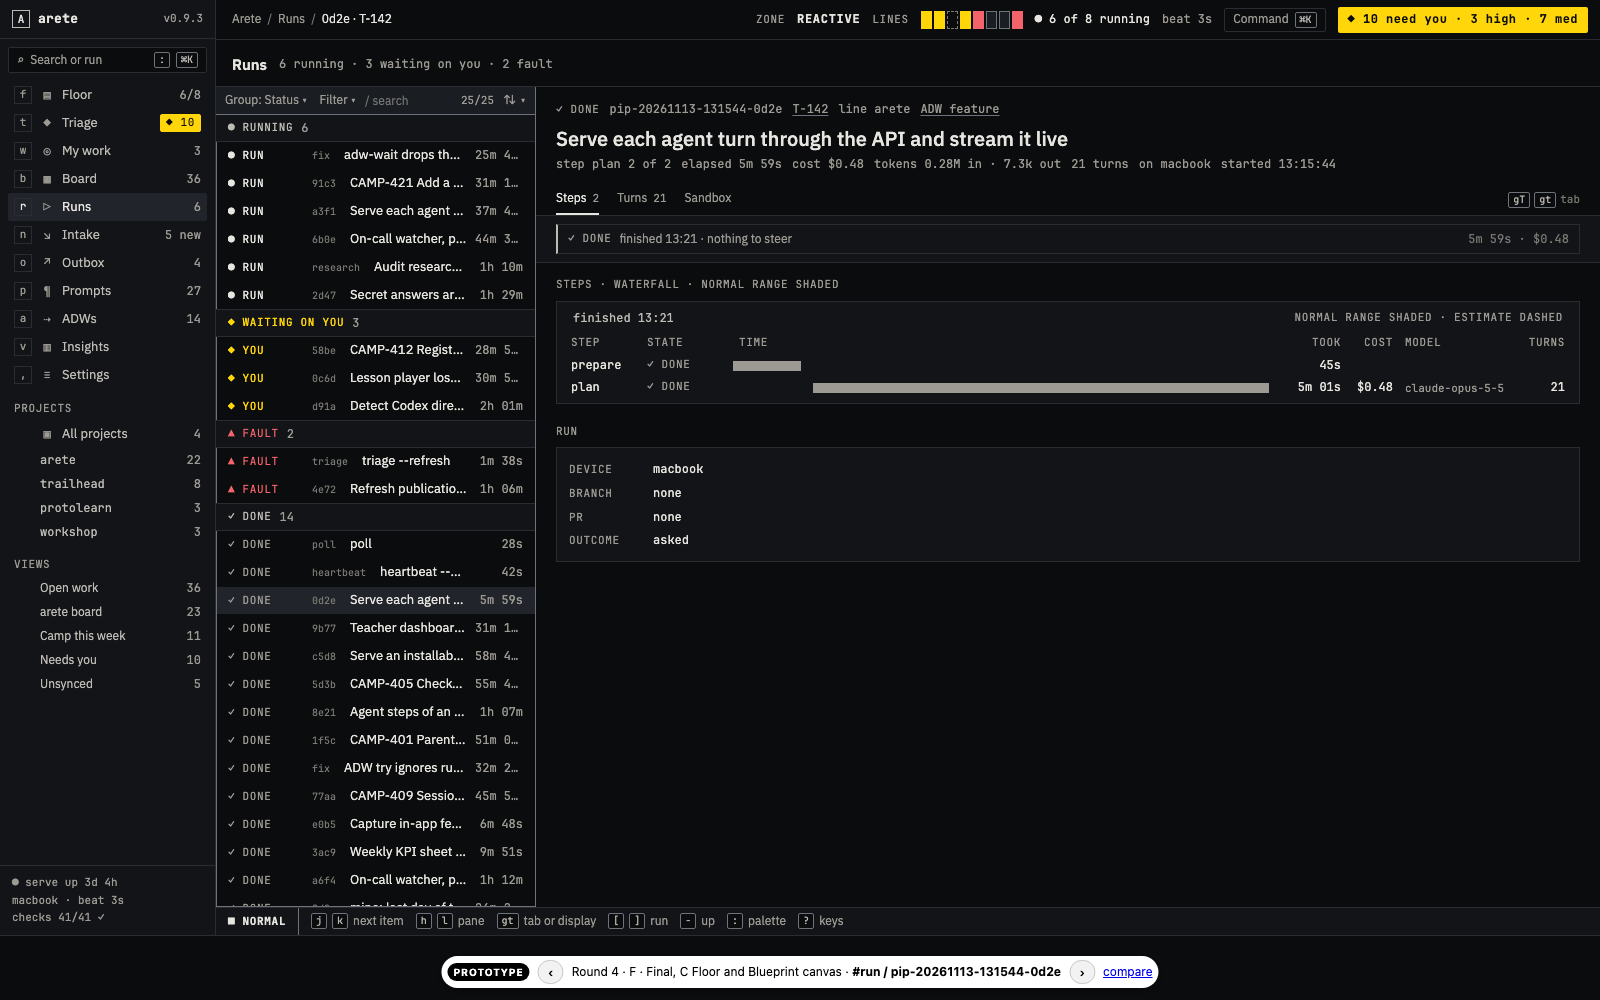 A arete v0.9.3
Arete / Runs / 0d2e · T-142
ZONE REACTIVE LINES 6 of 8 running beat 3s Command ⌘K ◆ 10 need you · 3 high · 7 med
Search or run : ⌘K
f Floor 6/8
t ◆ Triage ◆ 10
w My work 3
b Board 36
r Runs 6
n Intake 5 new
o Outbox 4
p ¶ Prompts 27
a ADWs 14
v Insights
, Settings
PROJECTS
All projects 4
arete 22
trailhead 8
protolearn 3
workshop 3
VIEWS
Open work 36
arete board 23
Camp this week 11
Needs you 10
Unsynced 5
serve up 3d 4h
macbook · beat 3s
checks 41/41 ✓
Runs 6 running · 3 waiting on you · 2 fault
Group: Status ▾ Filter ▾ / search 25/25 ⇅ ▾
● RUNNING 6
● RUN fix adw-wait drops th… 25m 4…
● RUN 91c3 CAMP-421 Add a … 31m 1…
● RUN a3f1 Serve each agent … 37m 4…
● RUN 6b0e On-call watcher, p… 44m 3…
● RUN research Audit researc… 1h 10m
● RUN 2d47 Secret answers ar… 1h 29m
◆ WAITING ON YOU 3
◆ YOU 58be CAMP-412 Regist… 28m 5…
◆ YOU 0c6d Lesson player los… 30m 5…
◆ YOU d91a Detect Codex dire… 2h 01m
▲ FAULT 2
▲ FAULT triage triage --refresh 1m 38s
▲ FAULT 4e72 Refresh publicatio… 1h 06m
✓ DONE 14
✓ DONE poll poll 28s
✓ DONE heartbeat heartbeat --… 42s
✓ DONE 0d2e Serve each agent … 5m 59s
✓ DONE 9b77 Teacher dashboar… 31m 1…
✓ DONE c5d8 Serve an installab… 58m 4…
✓ DONE 5d3b CAMP-405 Check… 55m 4…
✓ DONE 8e21 Agent steps of an … 1h 07m
✓ DONE 1f5c CAMP-401 Parent… 51m 0…
✓ DONE fix ADW try ignores ru… 32m 2…
✓ DONE 77aa CAMP-409 Sessio… 45m 5…
✓ DONE e0b5 Capture in-app fe… 6m 48s
✓ DONE 3ac9 Weekly KPI sheet … 9m 51s
✓ DONE a6f4 On-call watcher, p… 1h 12m
✓ DONE pip-20261113-131544-0d2e T-142 line arete ADW feature
Serve each agent turn through the API and stream it live
step plan 2 of 2 elapsed 5m 59s cost $0.48 tokens 0.28M in · 7.3k out 21 turns on macbook started 13:15:44
Steps 2 Turns 21 Sandbox gT gt tab
✓ DONE finished 13:21 · nothing to steer 5m 59s · $0.48
STEPS · WATERFALL · NORMAL RANGE SHADED
finished 13:21 NORMAL RANGE SHADED · ESTIMATE DASHED
STEP STATE TIME TOOK COST MODEL TURNS
prepare ✓ DONE 45s
plan ✓ DONE 5m 01s $0.48 claude-opus-5-5 21
RUN
DEVICE macbook
BRANCH none
PR none
OUTCOME asked
■ NORMAL j k next item h l pane gt tab or display [ ] run - up : palette ? keys
PROTOTYPE ‹ Round 4 · F · Final, C Floor and Blueprint canvas · #run / pip-20261113-131544-0d2e › compare